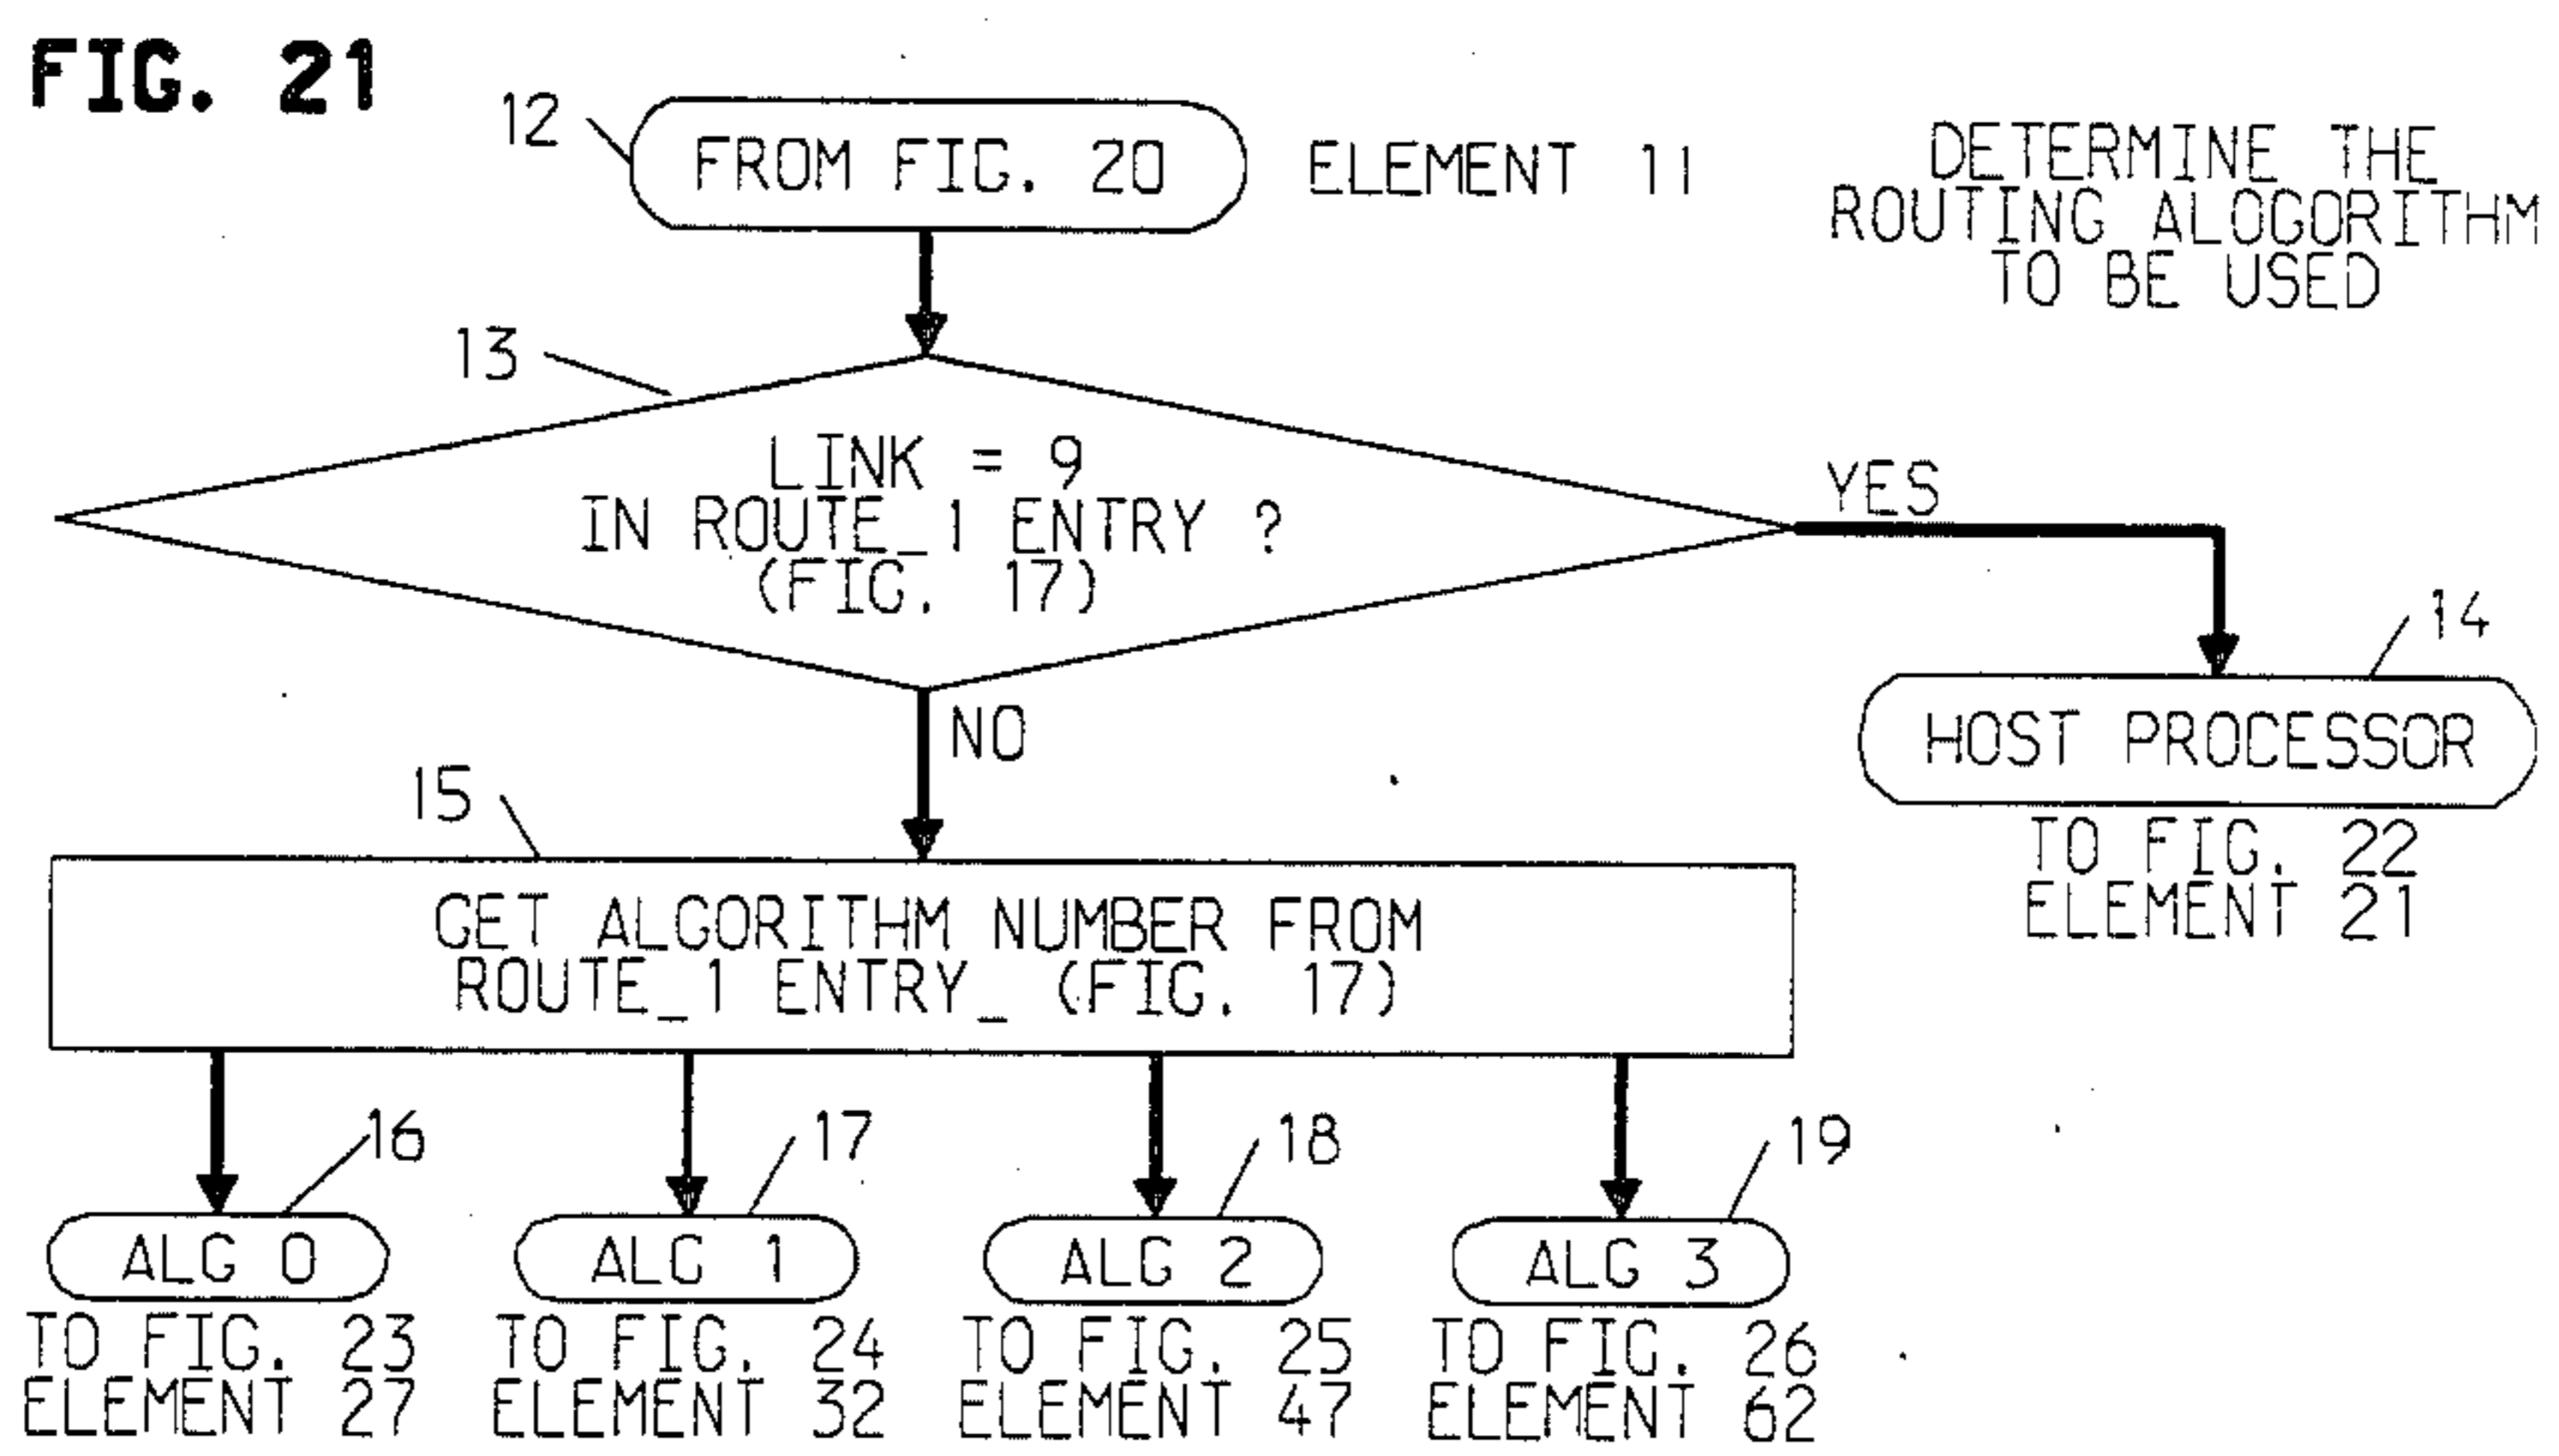 FIG. 21
12
FROM FIG. 20
ELEMENT 11
DETERMINE THE
ROUTING ALOGORITHM
TO BE USED
13
LINK = 9
IN ROUTE_1 ENTRY ?
(FIG. 17)
YES
14
HOST PROCESSOR
TO FIG. 22
ELEMENT 21
NO
15
GET ALGORITHM NUMBER FROM
ROUTE_1 ENTRY_ (FIG. 17)
16
17
18
19
ALG 0
ALG 1
ALG 2
ALG 3
TO FIG. 23
ELEMENT 27
TO FIG. 24
ELEMENT 32
TO FIG. 25
ELEMENT 47
TO FIG. 26
ELEMENT 62